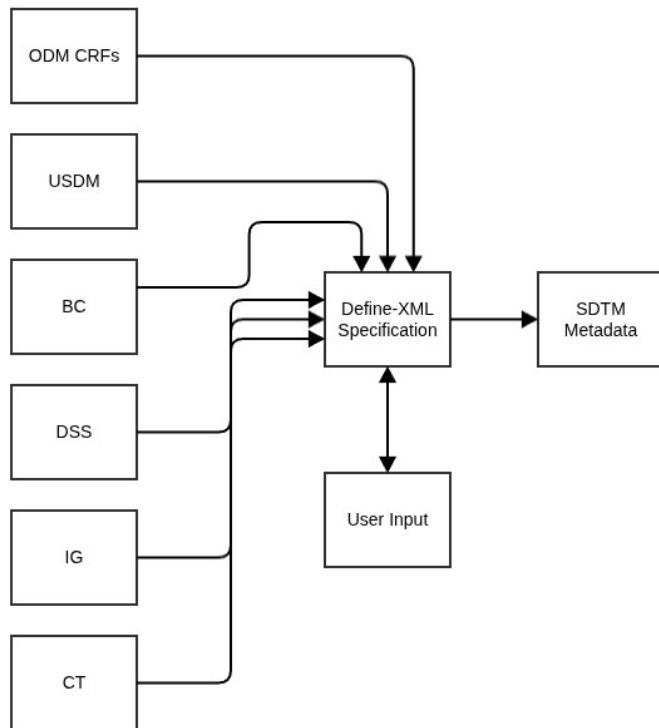 ODM CRFs
USDM
BC
DSS
IG
CT
Define-XML
Specification
User Input
SDTM
Metadata